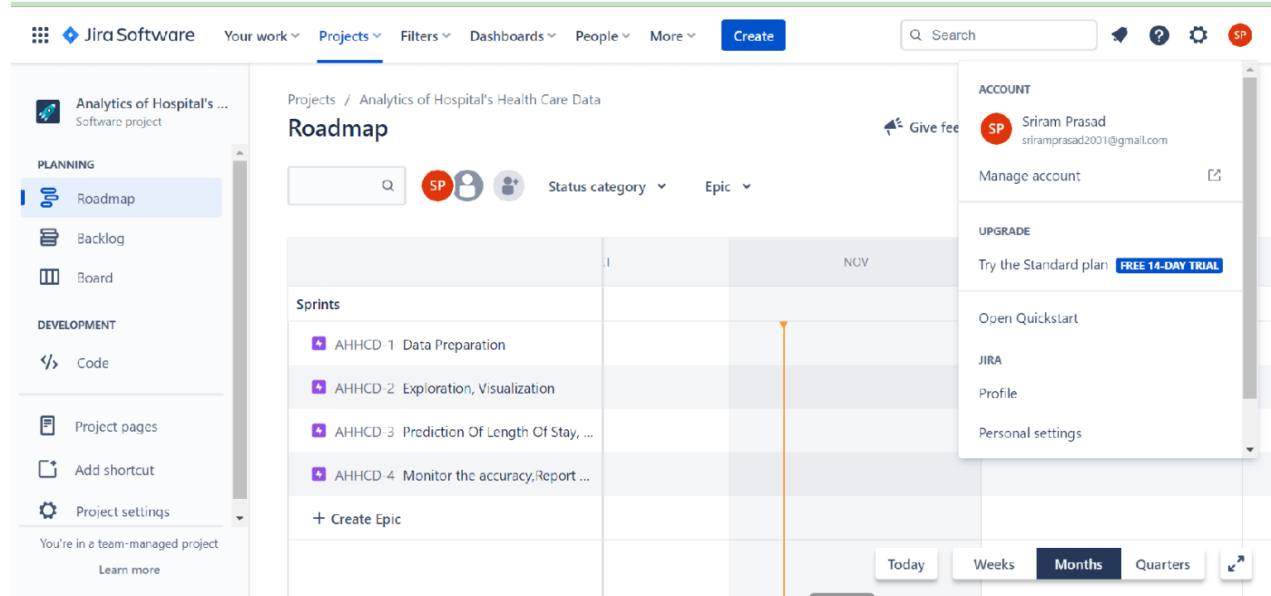 Jira Software Your work Projects Filters Dashboards People More Create Search SP
Analytics of Hospital's ...
Software project
PLANNING
Roadmap
Backlog
Board
DEVELOPMENT
Code
Project pages
Add shortcut
Project settings
You're in a team-managed project
Learn more
Projects / Analytics of Hospital's Health Care Data
Roadmap
Give fee
SP Status category Epic
NOV
Sprints
AHHCD-1 Data Preparation
AHHCD-2 Exploration, Visualization
AHHCD-3 Prediction Of Length Of Stay, ...
AHHCD-4 Monitor the accuracy,Report ...
+ Create Epic
Today Weeks Months Quarters
ACCOUNT
SP Sriram Prasad
sriramprasad2001@gmail.com
Manage account
UPGRADE
Try the Standard plan FREE 14-DAY TRIAL
Open Quickstart
JIRA
Profile
Personal settings